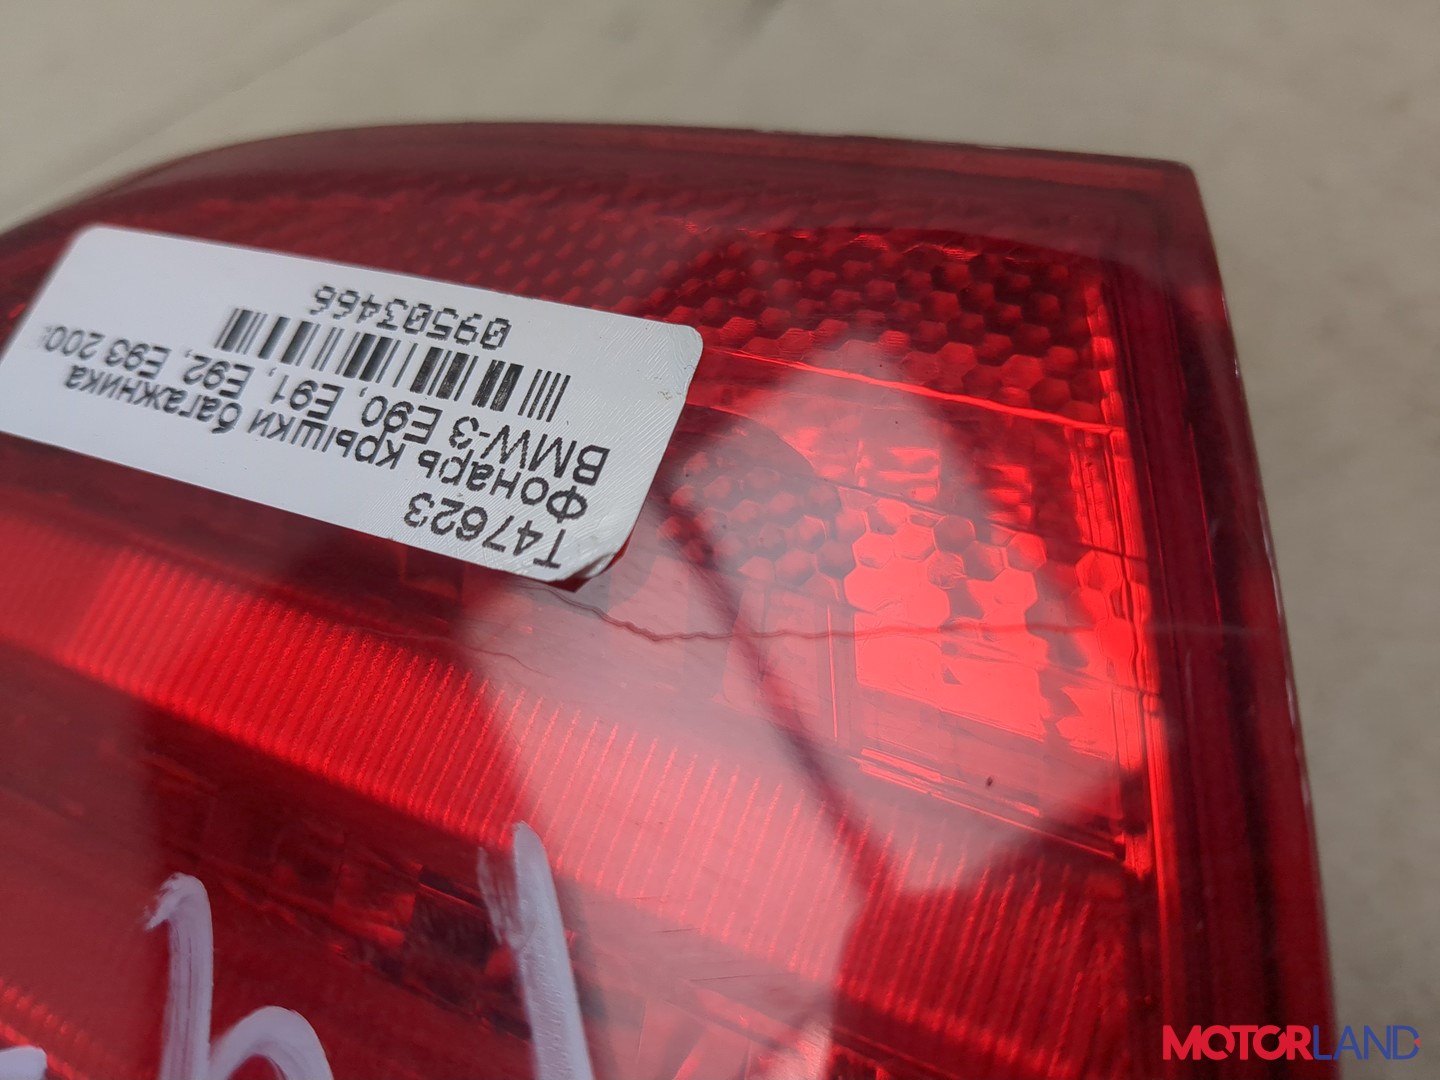 T47623
Фонарь крышки багажника
BMW-3 E90, E91, E92, E93 200
09503466
MOTORLAND